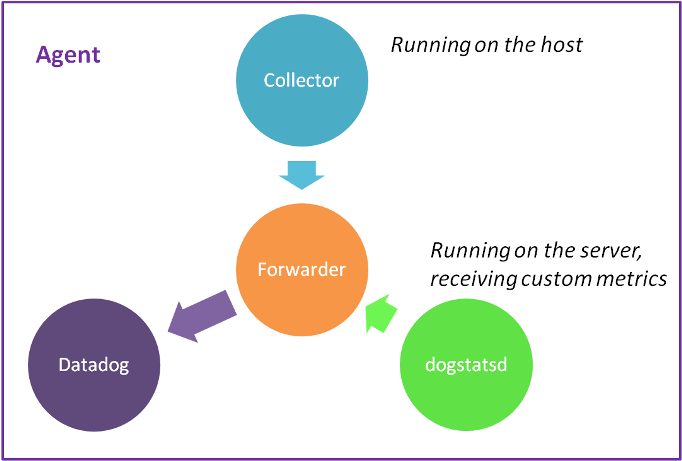 Agent
Running on the host
Collector
Forwarder
Running on the server,
receiving custom metrics
Datadog
dogstatsd